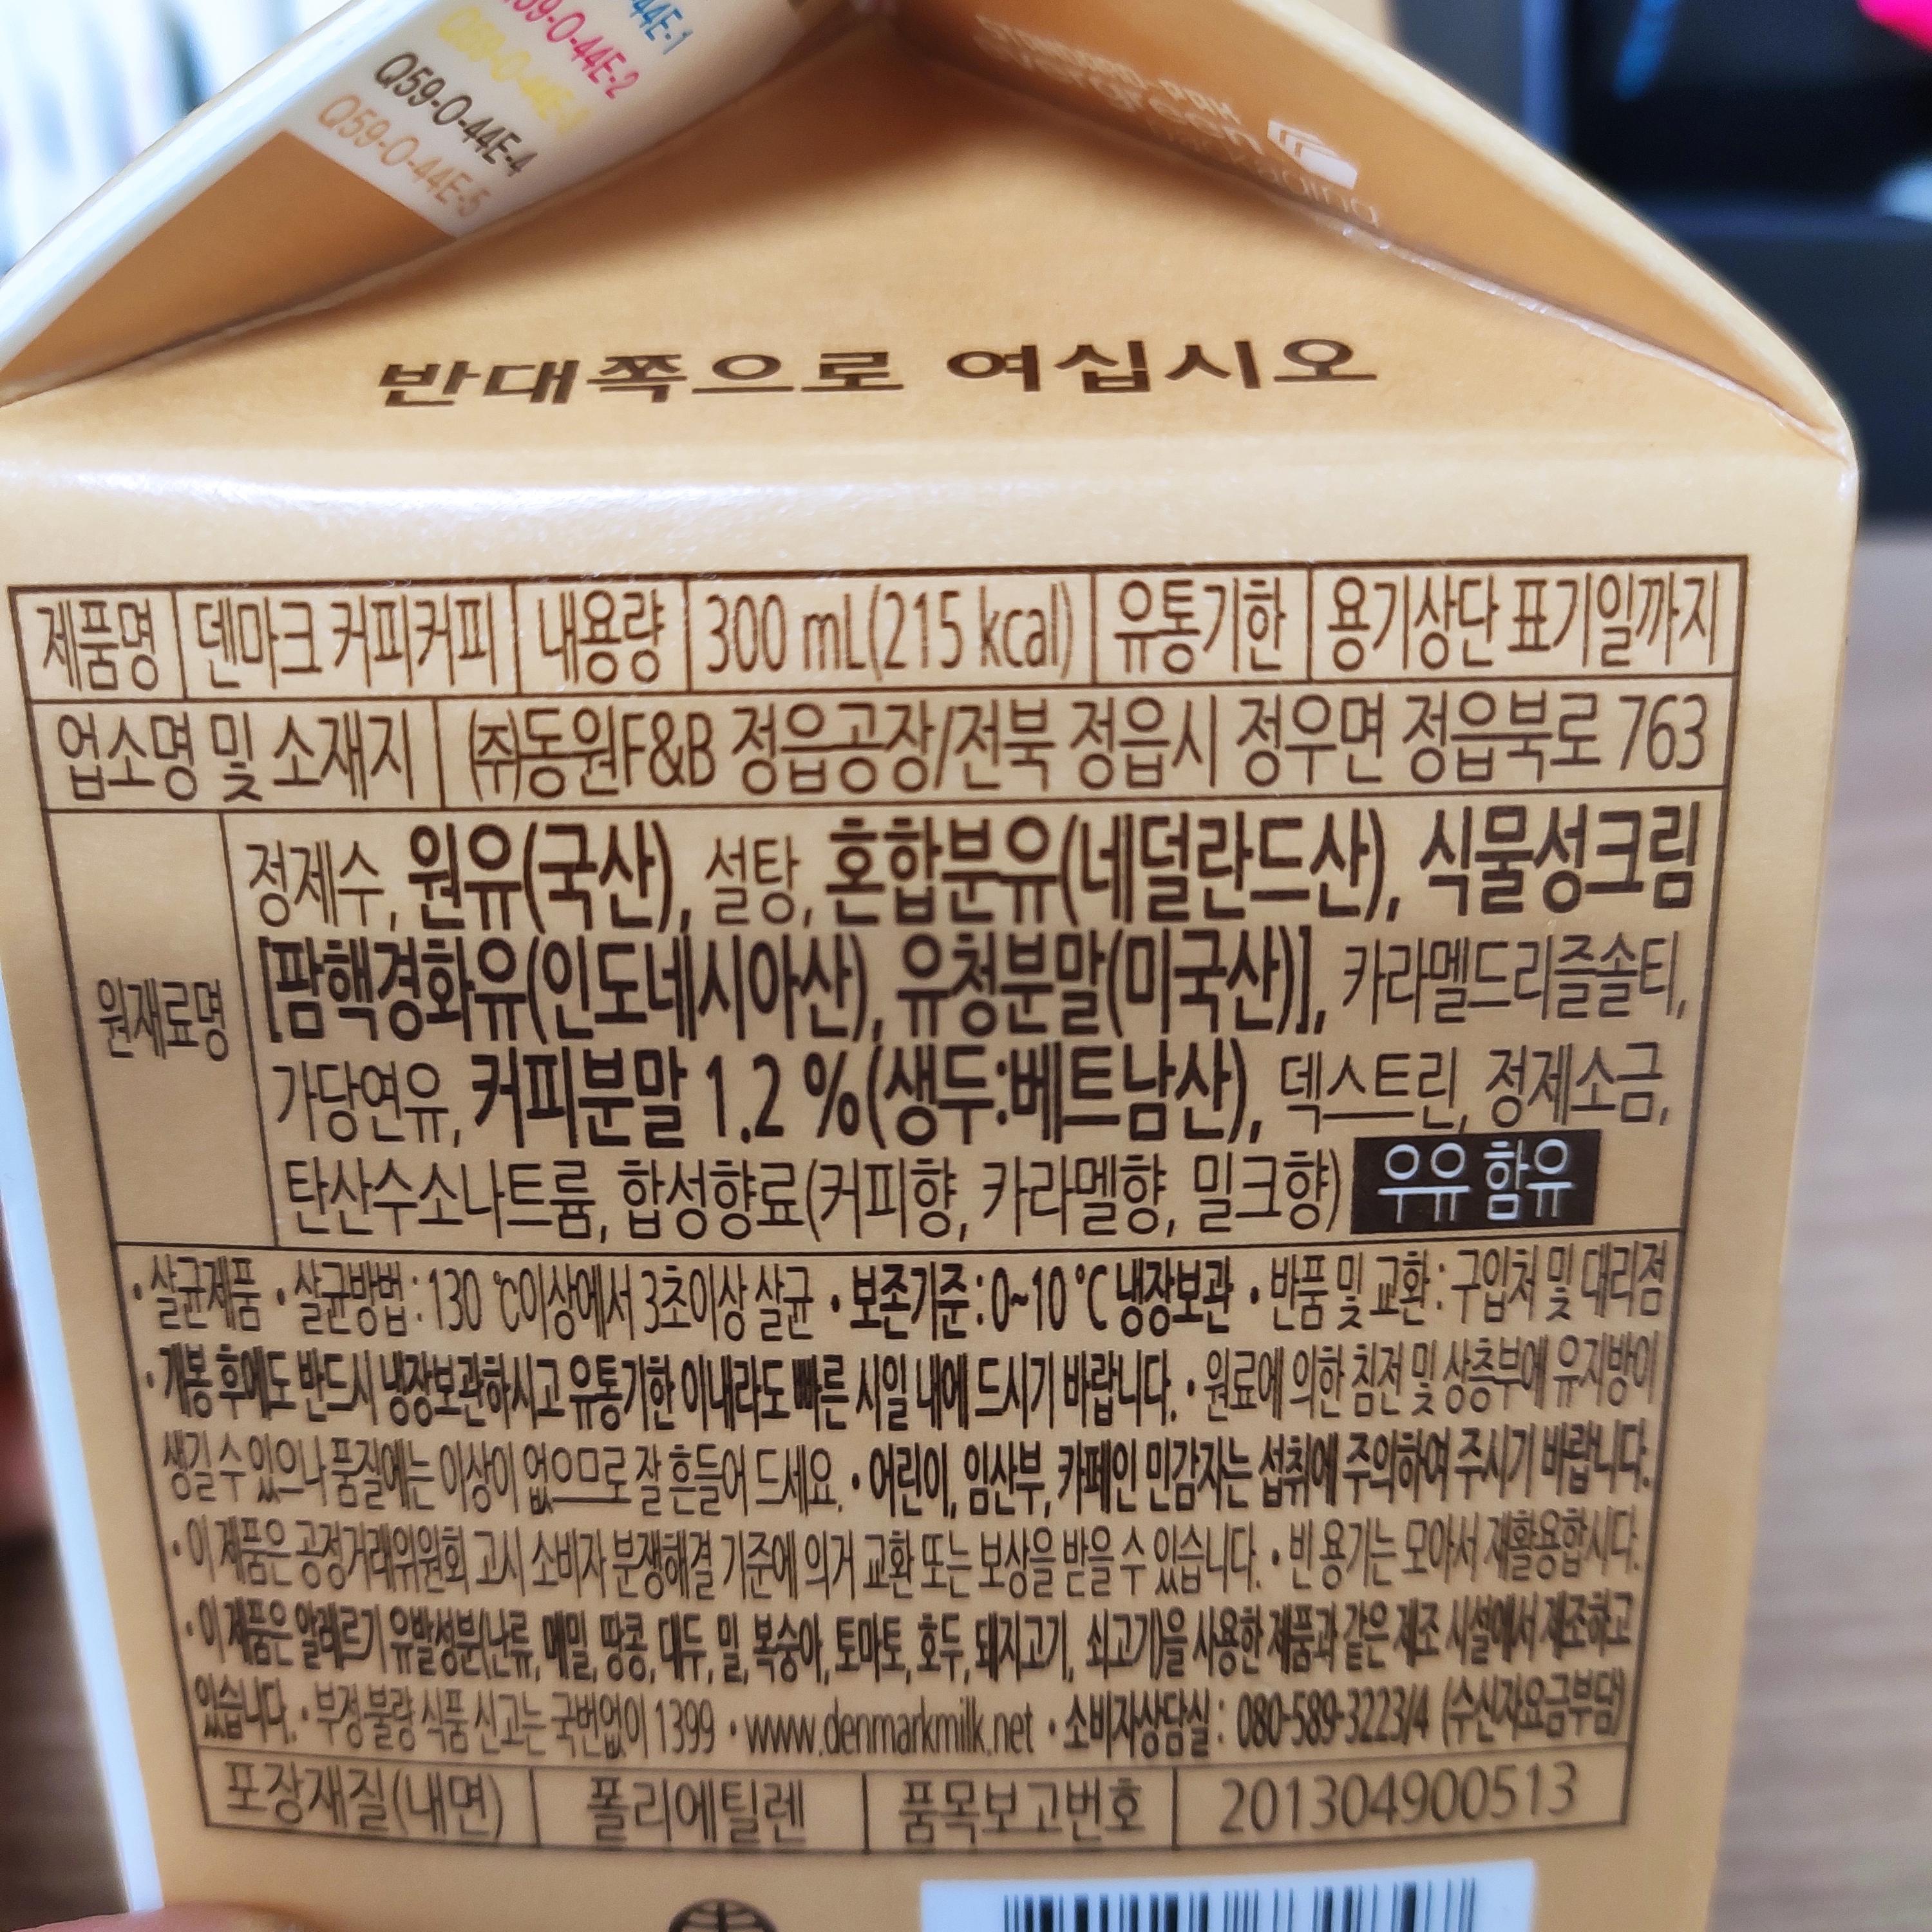 44E-1
Q59-O-44E-2
Q59-O-44E-4
Q59-O-44E-5
반대쪽으로 여십시오
제품명 덴마크 커피커피 내용량 300 mL(215 kcal) 유통기한 용기상단 표기일까지
업소명 및 소재지 ㈜동원F&B 정읍공장/전북 정읍시 정우면 정읍북로 763
정제수, 원유(국산), 설탕, 혼합분유(네덜란드산), 식물성크림
[팜핵경화유(인도네시아산), 유청분말(미국산)], 카라멜드리즐솔티,
원재료명
가당연유, 커피분말 1.2 %(생두:베트남산), 덱스트린, 정제소금,
탄산수소나트륨, 합성향료(커피향, 카라멜향, 밀크향) 우유 함유
• 살균제품 • 살균방법 : 130 ℃이상에서 3초이상 살균 • 보존기준 : 0~10 ℃ 냉장보관 • 반품 및 교환 : 구입처 및 대리점
• 개봉 후에도 반드시 냉장보관하시고 유통기한 이내라도 빠른 시일 내에 드시기 바랍니다. • 원료에 의한 침전 및 상층부에 유지방이
생길 수 있으나 품질에는 이상이 없으므로 잘 흔들어 드세요. • 어린이, 임산부, 카페인 민감자는 섭취에 주의하여 주시기 바랍니다.
• 이 제품은 공정거래위원회 고시 소비자 분쟁해결 기준에 의거 교환 또는 보상을 받을 수 있습니다. • 빈 용기는 모아서 재활용합시다.
• 이 제품은 알레르기 유발성분(난류, 메밀, 땅콩, 대두, 밀, 복숭아, 토마토, 호두, 돼지고기, 쇠고기)을 사용한 제품과 같은 제조 시설에서 제조하고
있습니다. • 부정·불량 식품 신고는 국번없이 1399 • www.denmarkmilk.net • 소비자상담실 : 080-589-3223/4 (수신자요금부담)
포장재질(내면) 폴리에틸렌 품목보고번호 201304900513